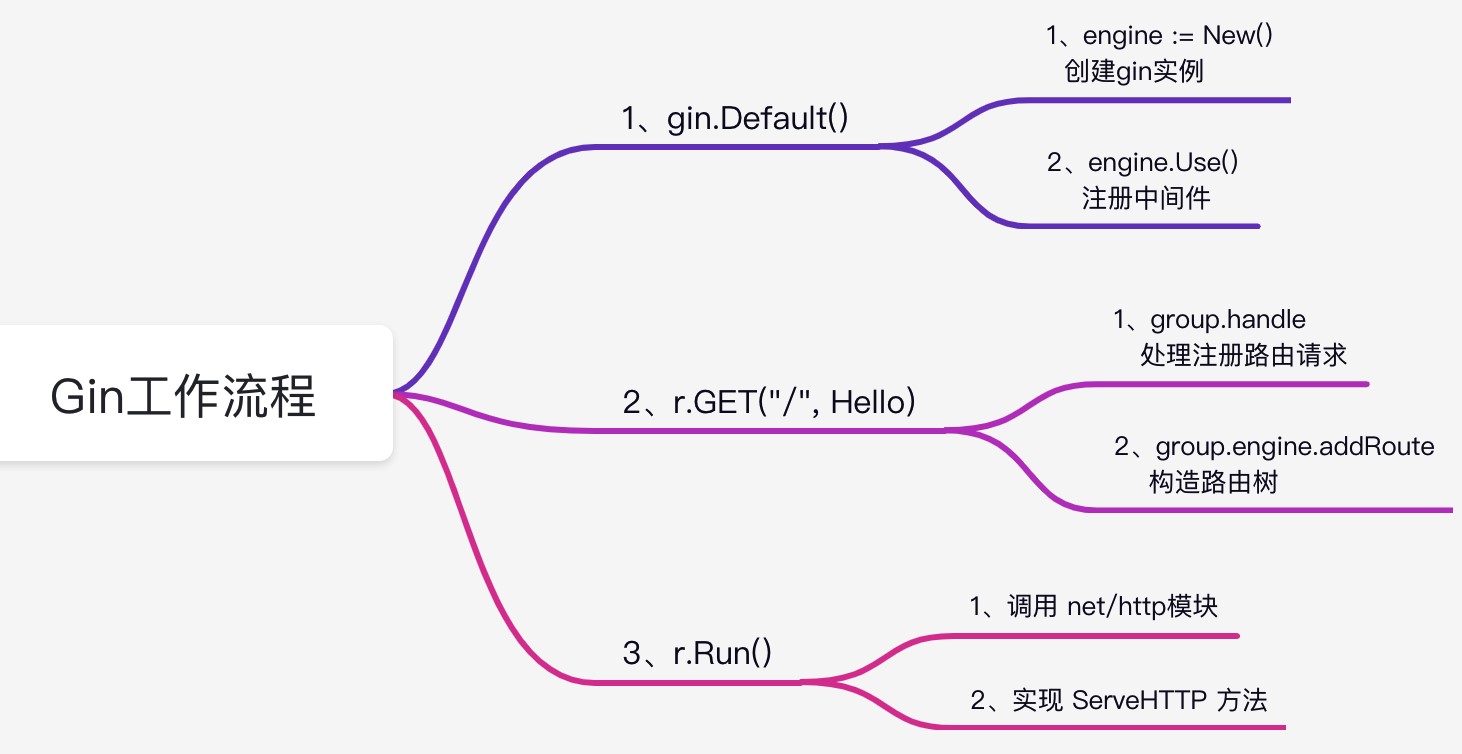 Gin工作流程
1、gin.Default()
1、engine := New()
创建gin实例
2、engine.Use()
注册中间件
2、r.GET("/", Hello)
1、group.handle
处理注册路由请求
2、group.engine.addRoute
构造路由树
3、r.Run()
1、调用 net/http模块
2、实现 ServeHTTP 方法